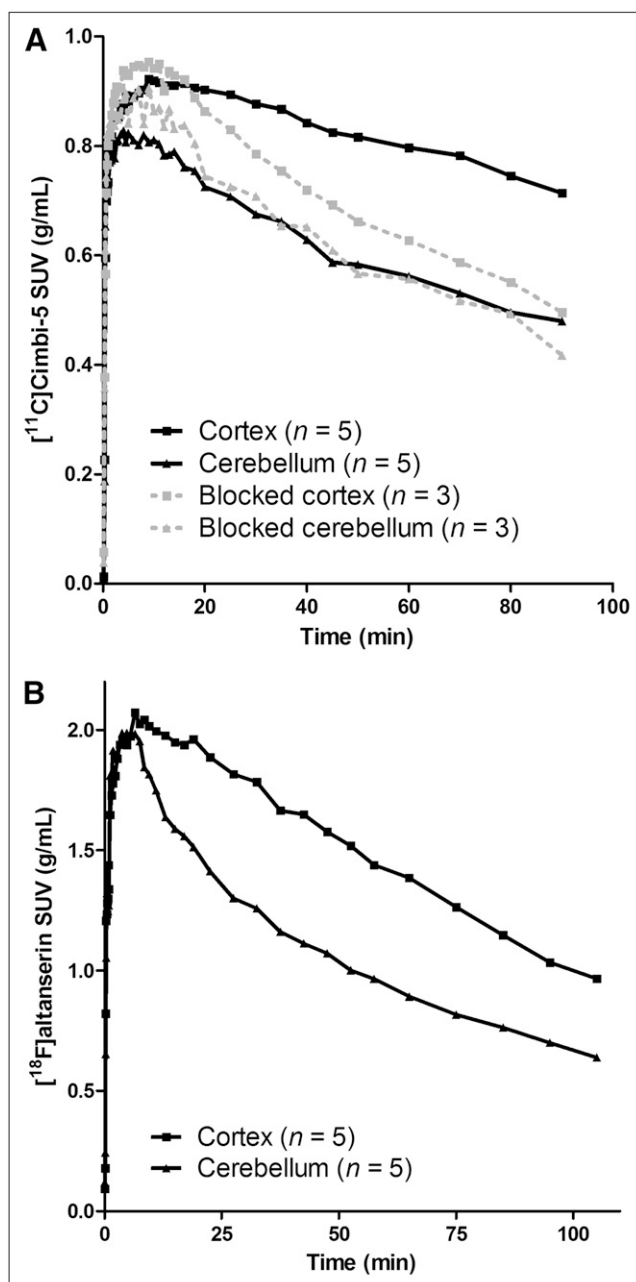 A
[¹¹C]Cimbi-5 SUV (g/mL)
1.0
0.8
0.6
0.4
0.2
0.0
Cortex (n = 5)
Cerebellum (n = 5)
Blocked cortex (n = 3)
Blocked cerebellum (n = 3)
0 20 40 60 80 100
Time (min)
B
[¹⁸F]altanserin SUV (g/mL)
2.0
1.5
1.0
0.5
0.0
Cortex (n = 5)
Cerebellum (n = 5)
0 25 50 75 100
Time (min)